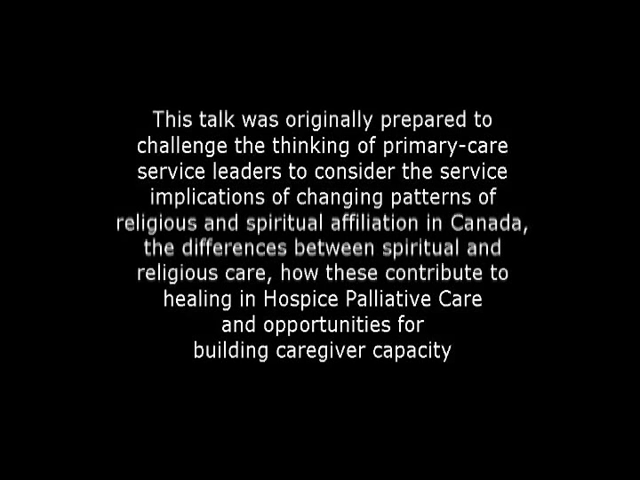 This talk was originally prepared to
challenge the thinking of primary-care
service leaders to consider the service
implications of changing patterns of
religious and spiritual affiliation in Canada,
the differences between spiritual and
religious care, how these contribute to
healing in Hospice Palliative Care
and opportunities for
building caregiver capacity